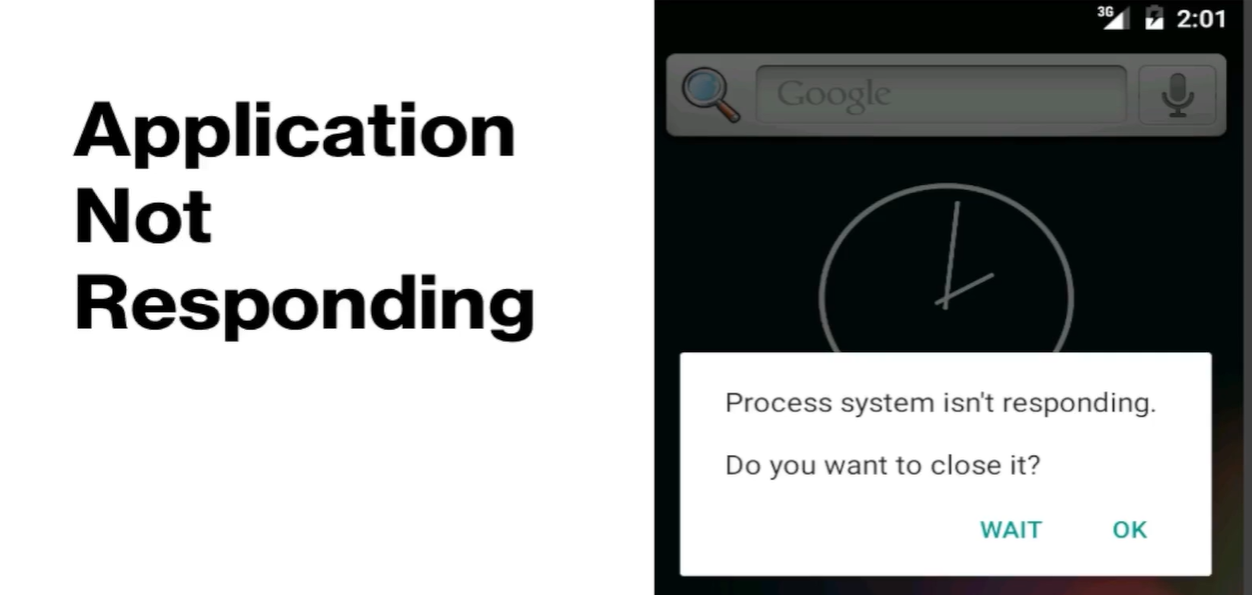 Application
Not
Responding
3G 2:01
Google
Process system isn't responding.
Do you want to close it?
WAIT OK